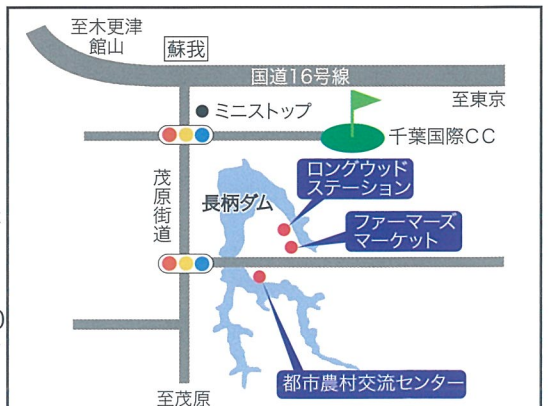 至木更津
館山
蘇我
国道16号線
至東京
ミニストップ
千葉国際CC
ロングウッド
ステーション
茂原街道
長柄ダム
ファーマーズ
マーケット
都市農村交流センター
至茂原